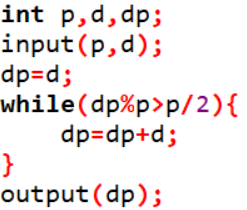 int p,d,dp;
input(p,d);
dp=d;
while(dp%p>p/2){
    dp=dp+d;
}
output(dp);